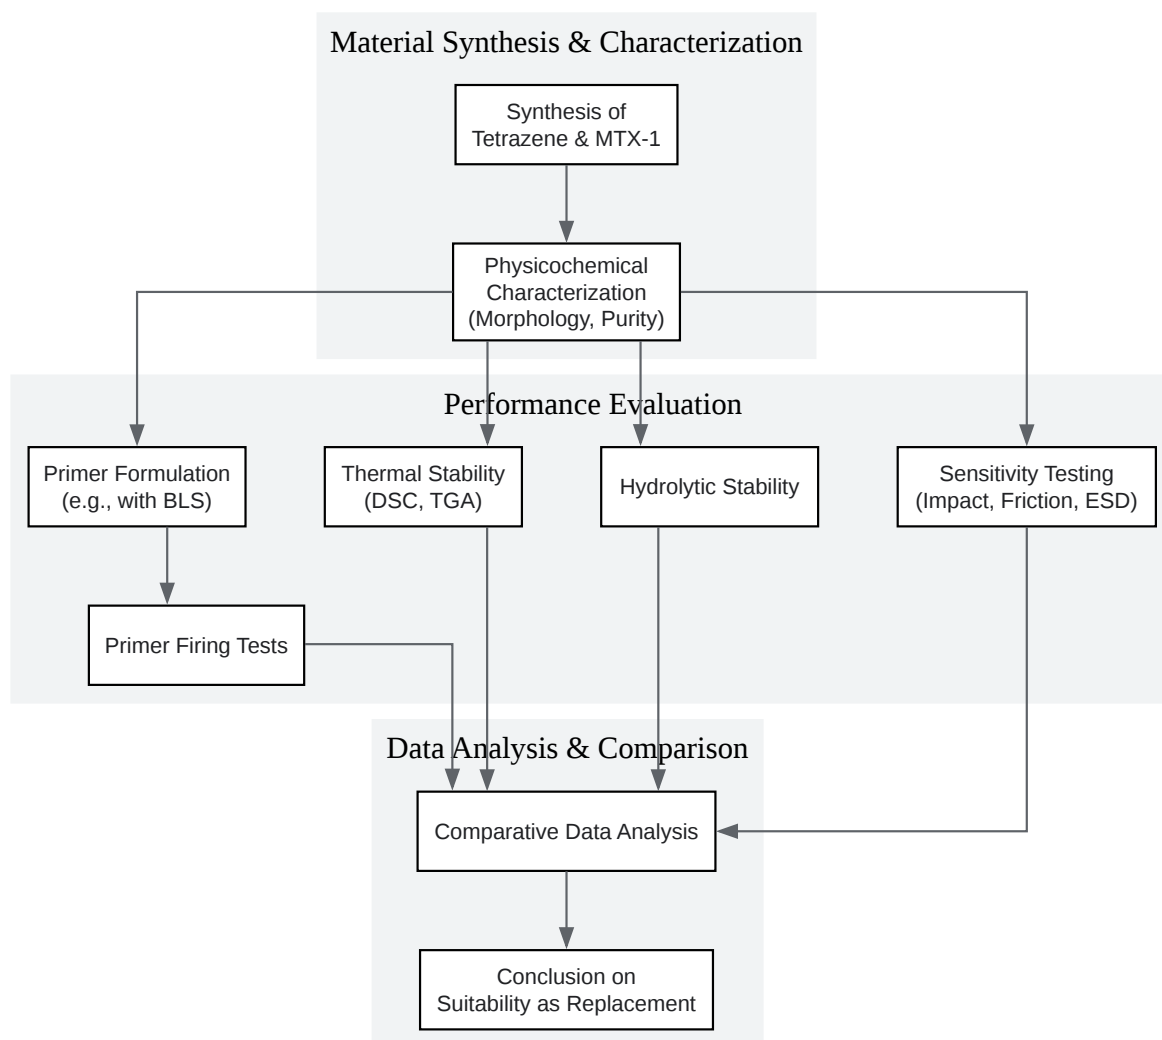 Material Synthesis & Characterization
Synthesis of
Tetrazene & MTX-1
Physicochemical
Characterization
(Morphology, Purity)
Performance Evaluation
Primer Formulation
(e.g., with BLS)
Thermal Stability
(DSC, TGA)
Hydrolytic Stability
Sensitivity Testing
(Impact, Friction, ESD)
Primer Firing Tests
Data Analysis & Comparison
Comparative Data Analysis
Conclusion on
Suitability as Replacement